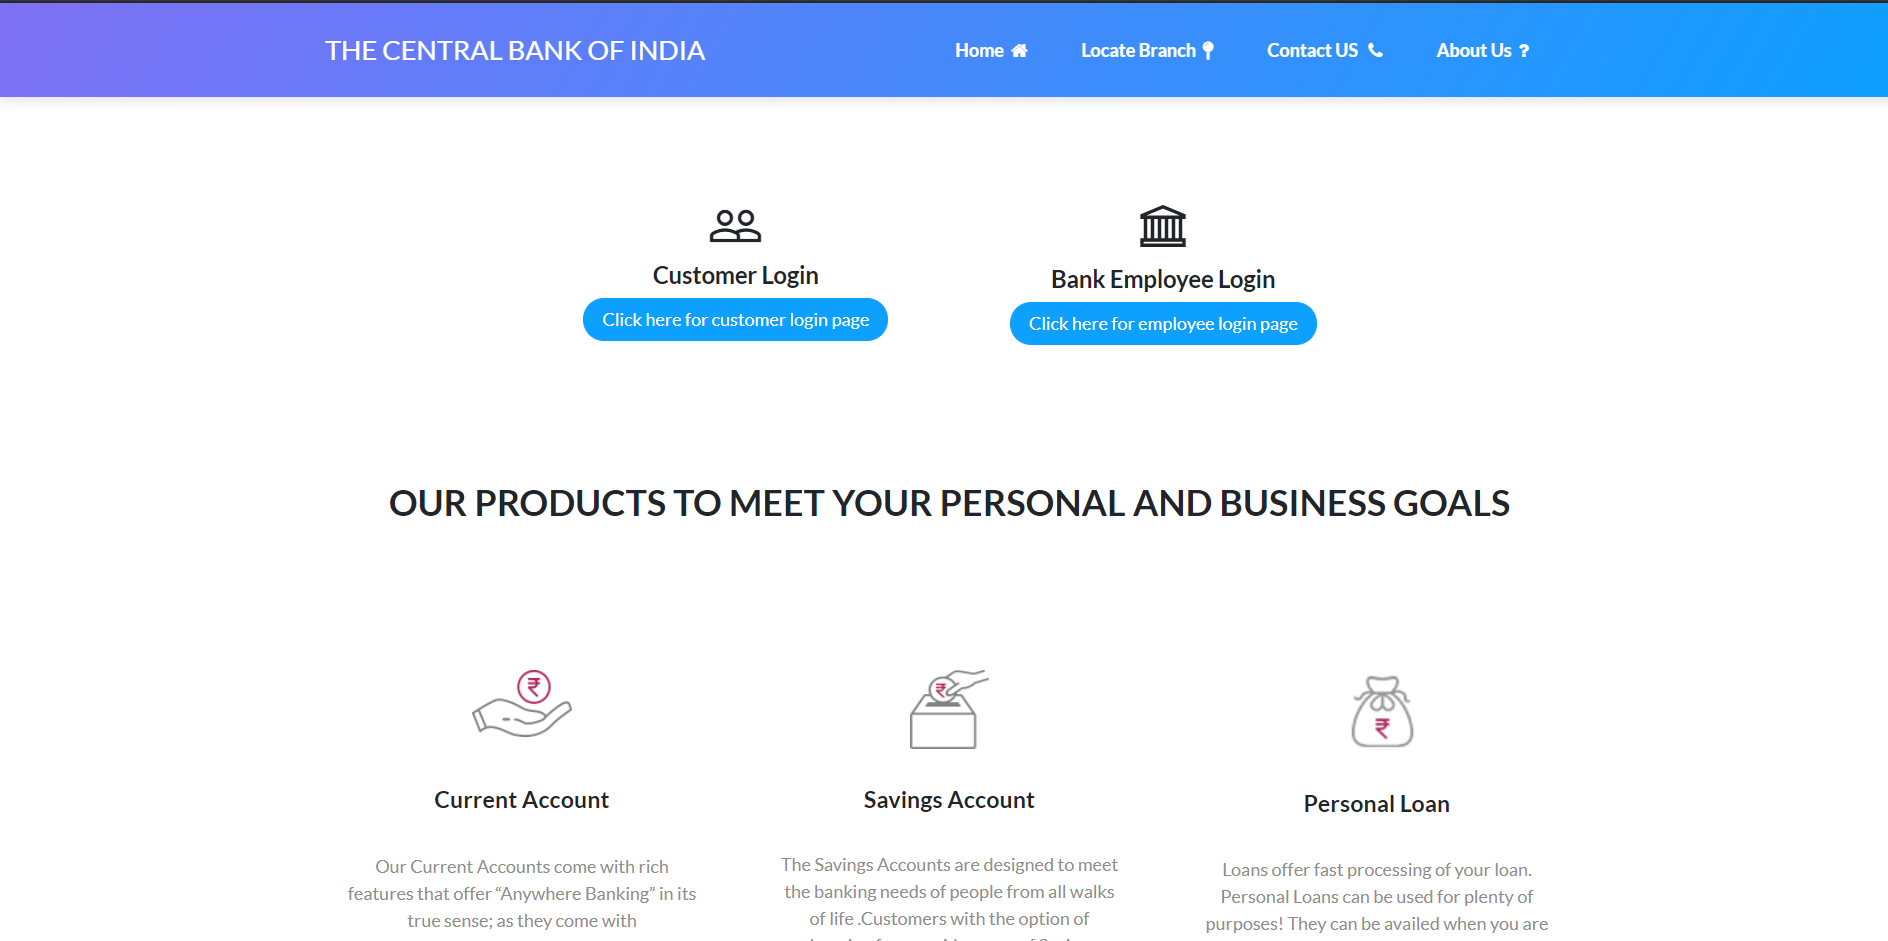 THE CENTRAL BANK OF INDIA
Home
Locate Branch
Contact US
About Us ?
Customer Login
Click here for customer login page
Bank Employee Login
Click here for employee login page
OUR PRODUCTS TO MEET YOUR PERSONAL AND BUSINESS GOALS
₹
Current Account
Our Current Accounts come with rich
features that offer “Anywhere Banking” in its
true sense; as they come with
₹
Savings Account
The Savings Accounts are designed to meet
the banking needs of people from all walks
of life .Customers with the option of
₹
Personal Loan
Loans offer fast processing of your loan.
Personal Loans can be used for plenty of
purposes! They can be availed when you are